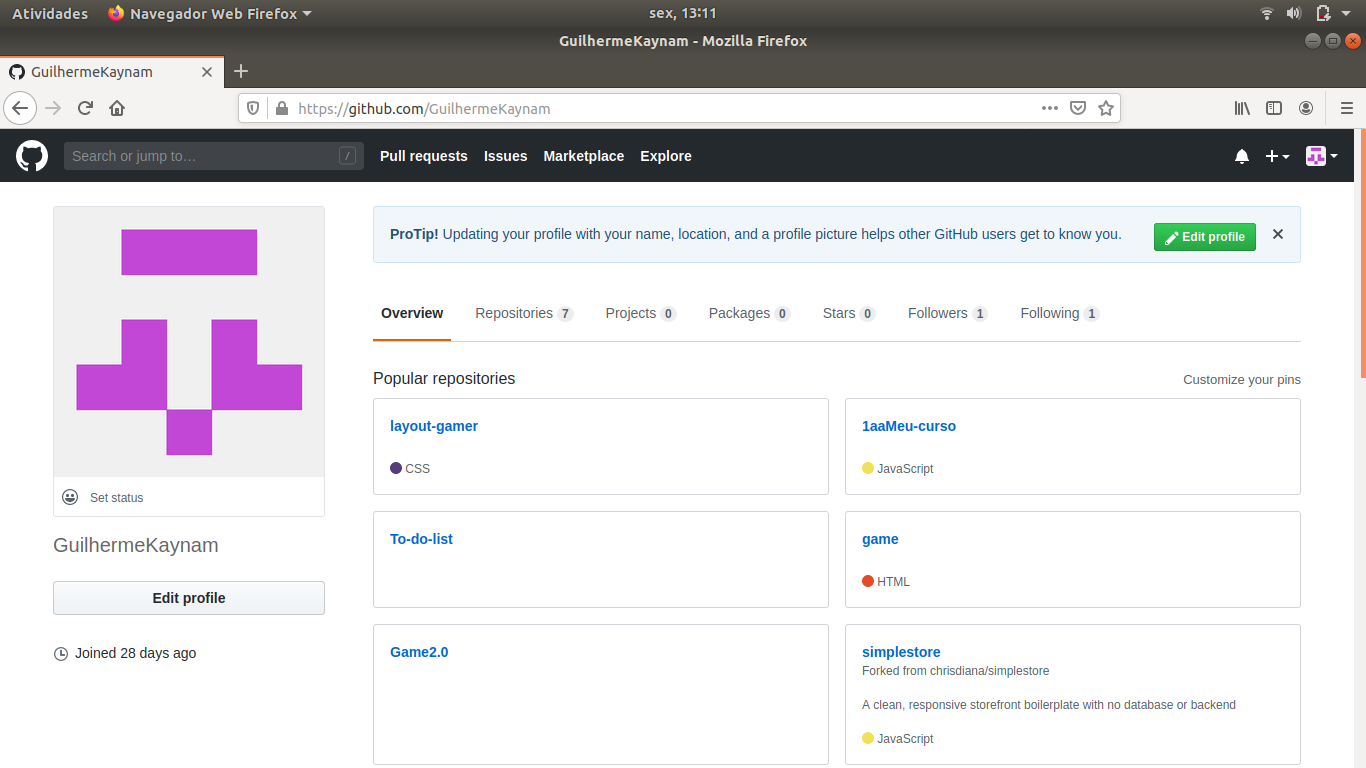 Atividades Navegador Web Firefox sex, 13:11
GuilhermeKaynam - Mozilla Firefox
GuilhermeKaynam
https://github.com/GuilhermeKaynam
Search or jump to… / Pull requests Issues Marketplace Explore
ProTip! Updating your profile with your name, location, and a profile picture helps other GitHub users get to know you. Edit profile
Overview Repositories 7 Projects 0 Packages 0 Stars 0 Followers 1 Following 1
Popular repositories Customize your pins
layout-gamer
CSS
1aaMeu-curso
JavaScript
Set status
GuilhermeKaynam
Edit profile
Joined 28 days ago
To-do-list
game
HTML
Game2.0
simplestore
Forked from chrisdiana/simplestore
A clean, responsive storefront boilerplate with no database or backend
JavaScript